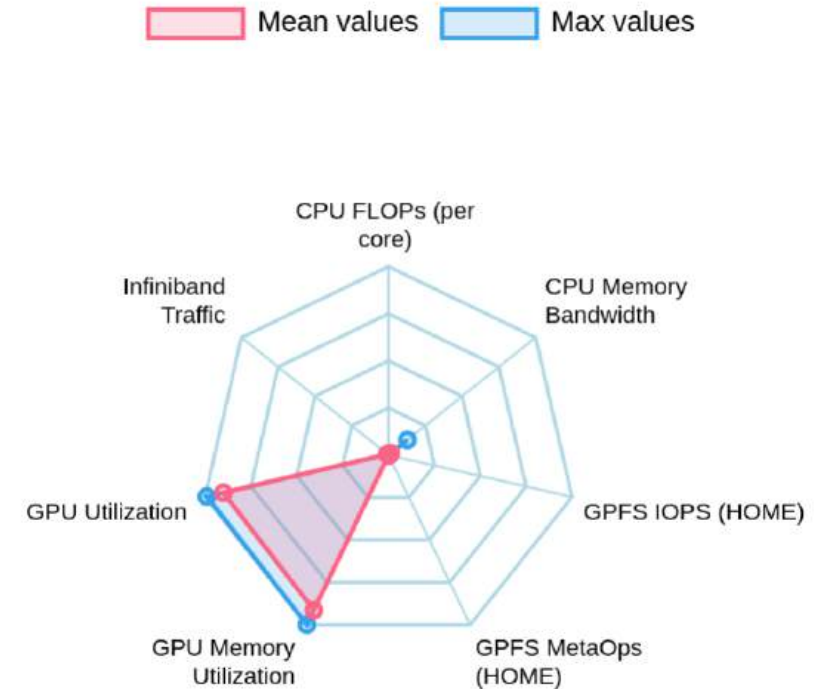 Mean values
Max values
CPU FLOPs (per
core)
Infiniband
Traffic
CPU Memory
Bandwidth
GPU Utilization
GPFS IOPS (HOME)
GPU Memory
Utilization
GPFS MetaOps
(HOME)